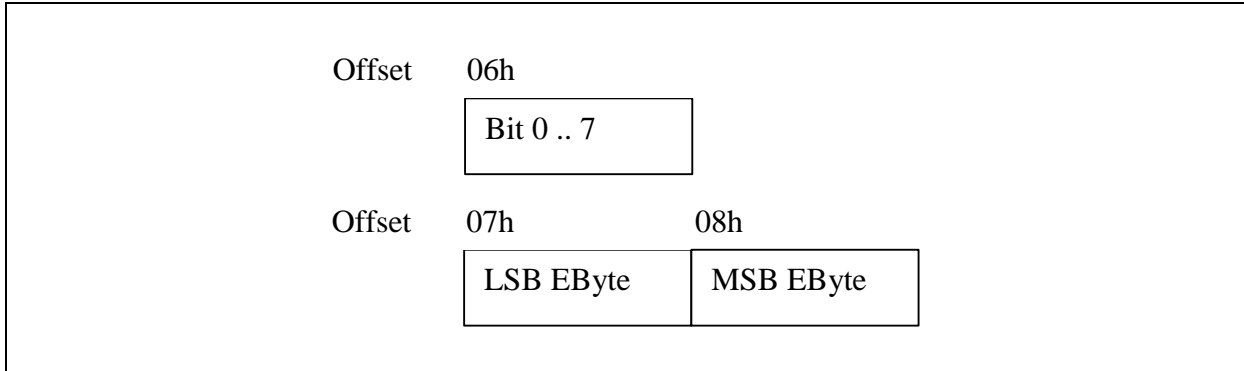 Offset 06h
Bit 0 .. 7
Offset 07h 08h
LSB EByte MSB EByte